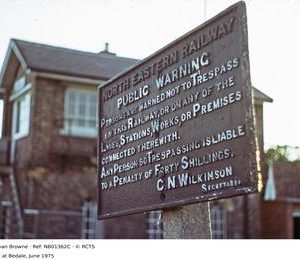 NORTH EASTERN RAILWAY
PUBLIC WARNING
PERSONS ARE WARNED NOT TO TRESPASS
ON THIS RAILWAY, OR ON ANY OF THE
LINES, STATIONS, WORKS, OR PREMISES
CONNECTED THEREWITH.
ANY PERSON SO TRESPASSING IS LIABLE
TO A PENALTY OF FORTY SHILLINGS.
C.N. WILKINSON
SECRETARY.
Browne · Ref: NB01362C · © RCTS
at Bedale, June 1975